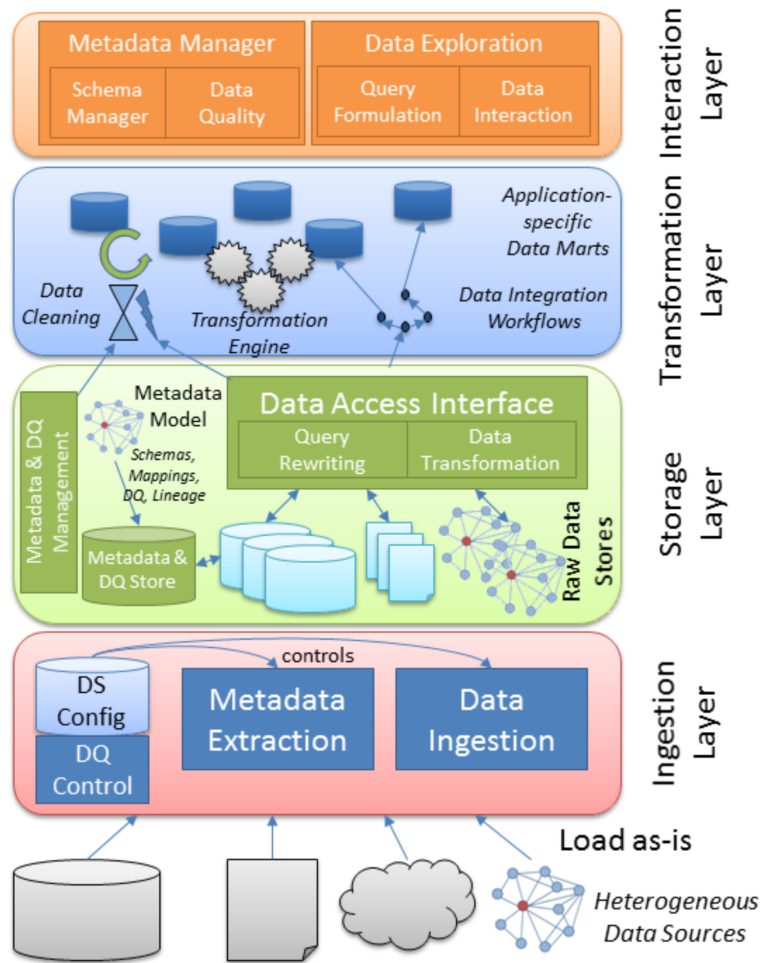 Metadata Manager
Schema
Manager
Data
Quality
Data Exploration
Query
Formulation
Data
Interaction
Interaction
Layer
Application-
specific
Data Marts
Data
Cleaning
Transformation
Engine
Data Integration
Workflows
Transformation
Layer
Metadata & DQ
Management
Metadata
Model
Schemas,
Mappings,
DQ, Lineage
Metadata &
DQ Store
Data Access Interface
Query
Rewriting
Data
Transformation
Raw Data
Stores
Storage
Layer
controls
DS
Config
DQ
Control
Metadata
Extraction
Data
Ingestion
Ingestion
Layer
Load as-is
Heterogeneous
Data Sources